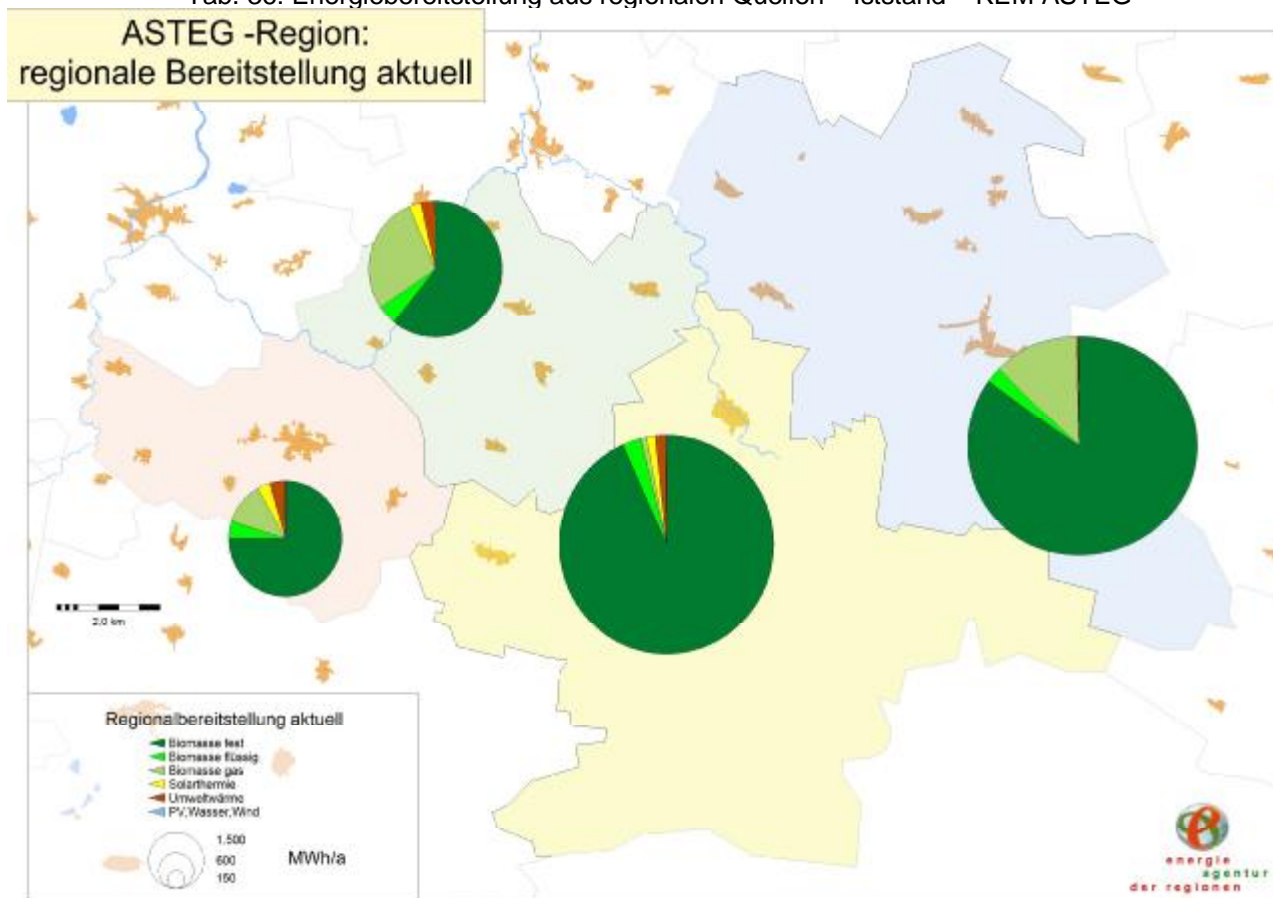 ASTEG -Region:
regionale Bereitstellung aktuell
2,0 km
Regionalbereitstellung aktuell
Biomasse fest
Biomasse flüssig
Biomasse gas
Solarthermie
Umweltwärme
PV,Wasser,Wind
1.500
600
150
MWh/a
energie
agentur
der regionen